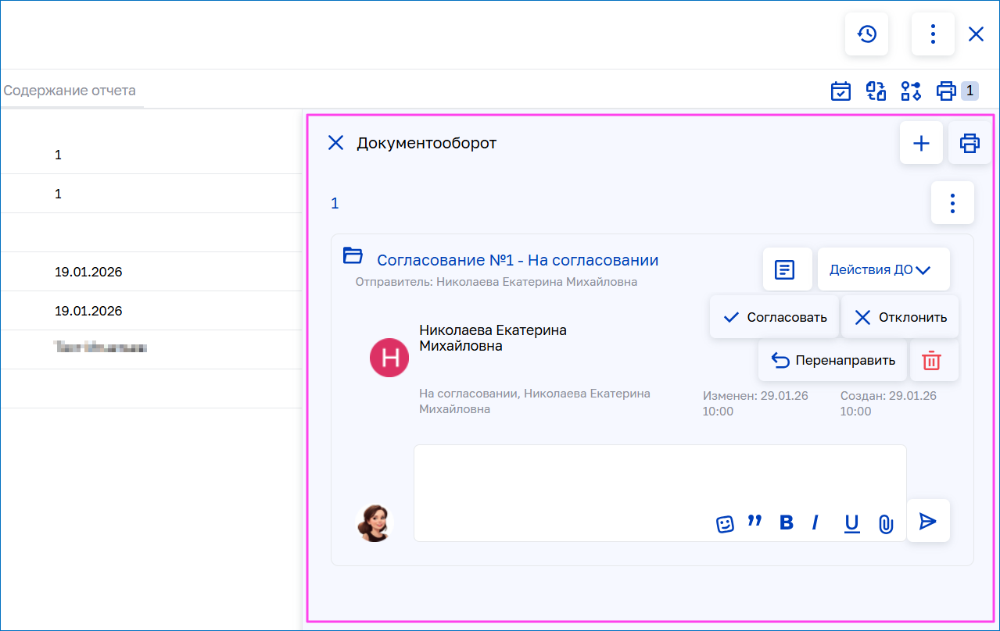 Содержание отчета
1
1
1
19.01.2026
19.01.2026
Документооборот
1
Согласование №1 - На согласовании
Отправитель: Николаева Екатерина Михайловна
Действия ДО
Согласовать
Отклонить
Николаева Екатерина
Михайловна
Н
Перенаправить
На согласовании, Николаева Екатерина
Михайловна
Изменен: 29.01.26
10:00
Создан: 29.01.26
10:00
B I U